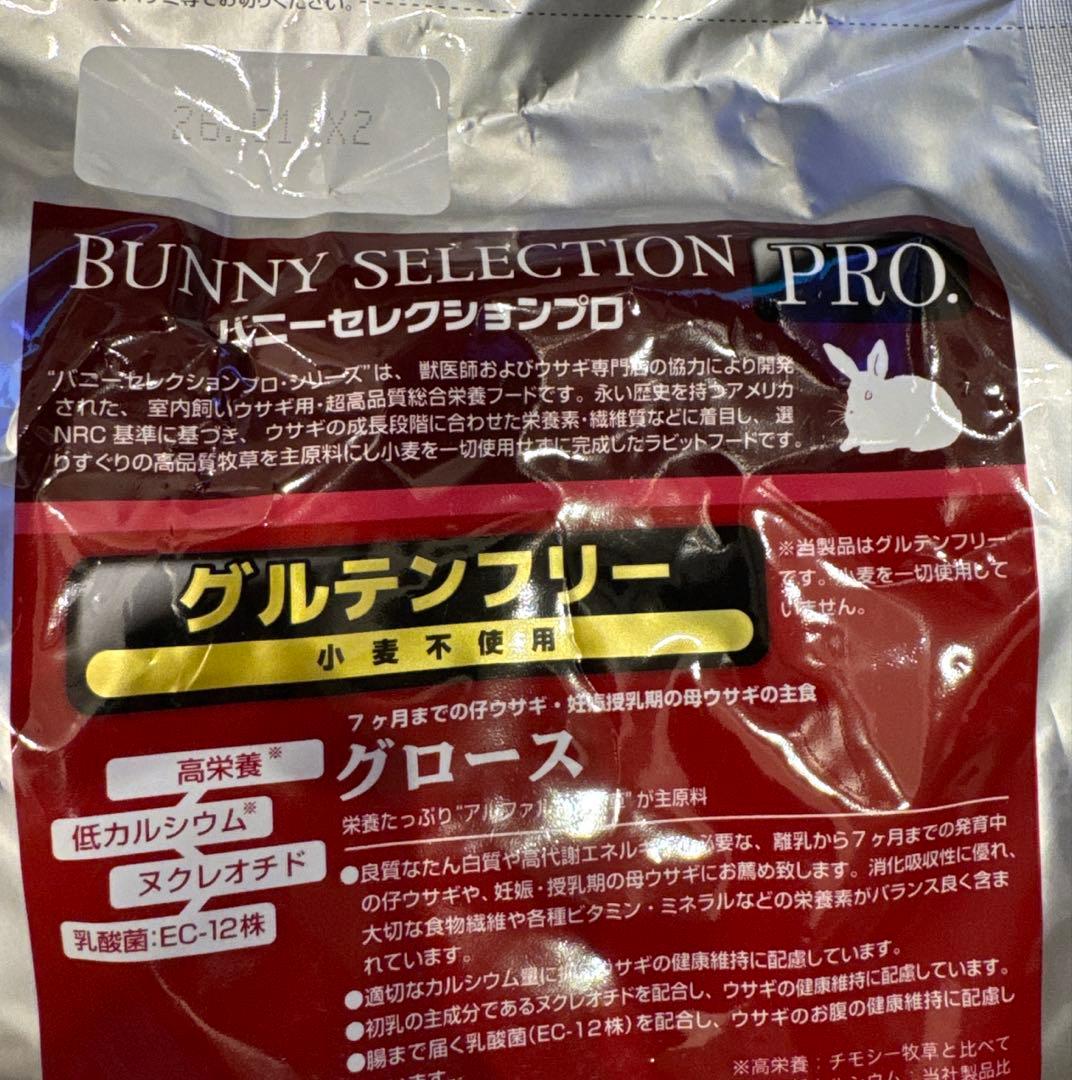 等でお切りください。
26.01 X2
BUNNY SELECTION PRO.
バニーセレクションプロ
"バニーセレクションプロ・シリーズ"は、獣医師およびウサギ専門店の協力により開発
された、室内飼いウサギ用・超高品質総合栄養フードです。永い歴史を持つアメリカ
NRC基準に基づき、ウサギの成長段階に合わせた栄養素・繊維質などに着目し、選
りすぐりの高品質牧草を主原料にし小麦を一切使用せずに完成したラビットフードです。
グルテンフリー
小麦不使用
※当製品はグルテンフリー
です。小麦を一切使用して
いません。
7ヶ月までの仔ウサギ・妊娠授乳期の母ウサギの主食
グロース
栄養たっぷり"アルファル が主原料
高栄養※
低カルシウム※
ヌクレオチド
乳酸菌:EC-12株
●良質なたん白質や高代謝エネルギ 必要な、離乳から7ヶ月までの発育中
の仔ウサギや、妊娠・授乳期の母ウサギにお薦め致します。消化吸収性に優れ、
大切な食物繊維や各種ビタミン・ミネラルなどの栄養素がバランス良く含ま
れています。
●適切なカルシウム量に サギの健康維持に配慮しています。
●初乳の主成分であるヌクレオチドを配合し、ウサギの健康維持に配慮しています。
●腸まで届く乳酸菌(EC-12株)を配合し、ウサギのお腹の健康維持に配慮し
ます。
※高栄養:チモシー牧草と比べて
シウム:当社製品比